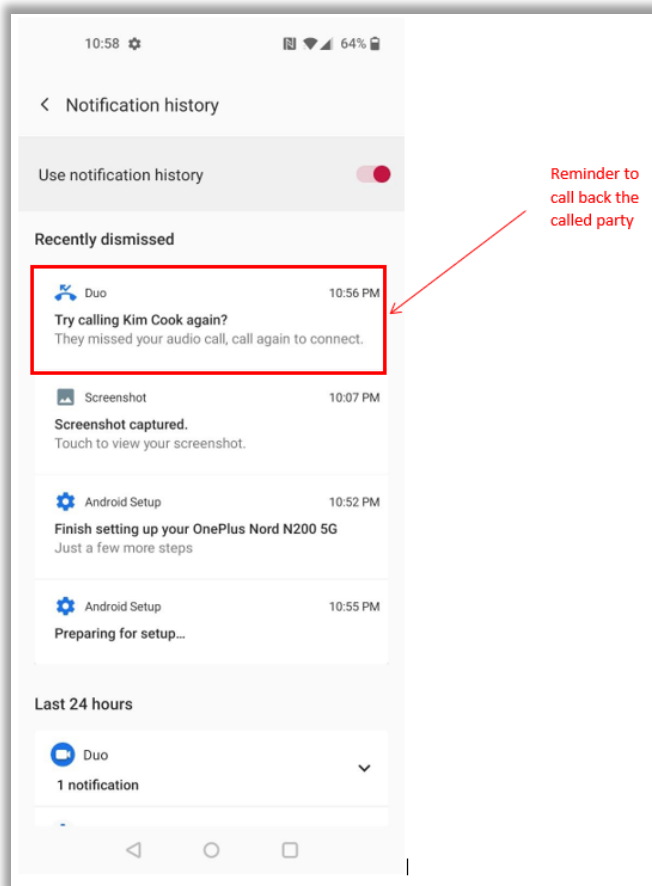 10:58 64%
Notification history
Use notification history
Reminder to
call back the
called party
Recently dismissed
Duo 10:56 PM
Try calling Kim Cook again?
They missed your audio call, call again to connect.
Screenshot 10:07 PM
Screenshot captured.
Touch to view your screenshot.
Android Setup 10:52 PM
Finish setting up your OnePlus Nord N200 5G
Just a few more steps
Android Setup 10:55 PM
Preparing for setup...
Last 24 hours
Duo
1 notification